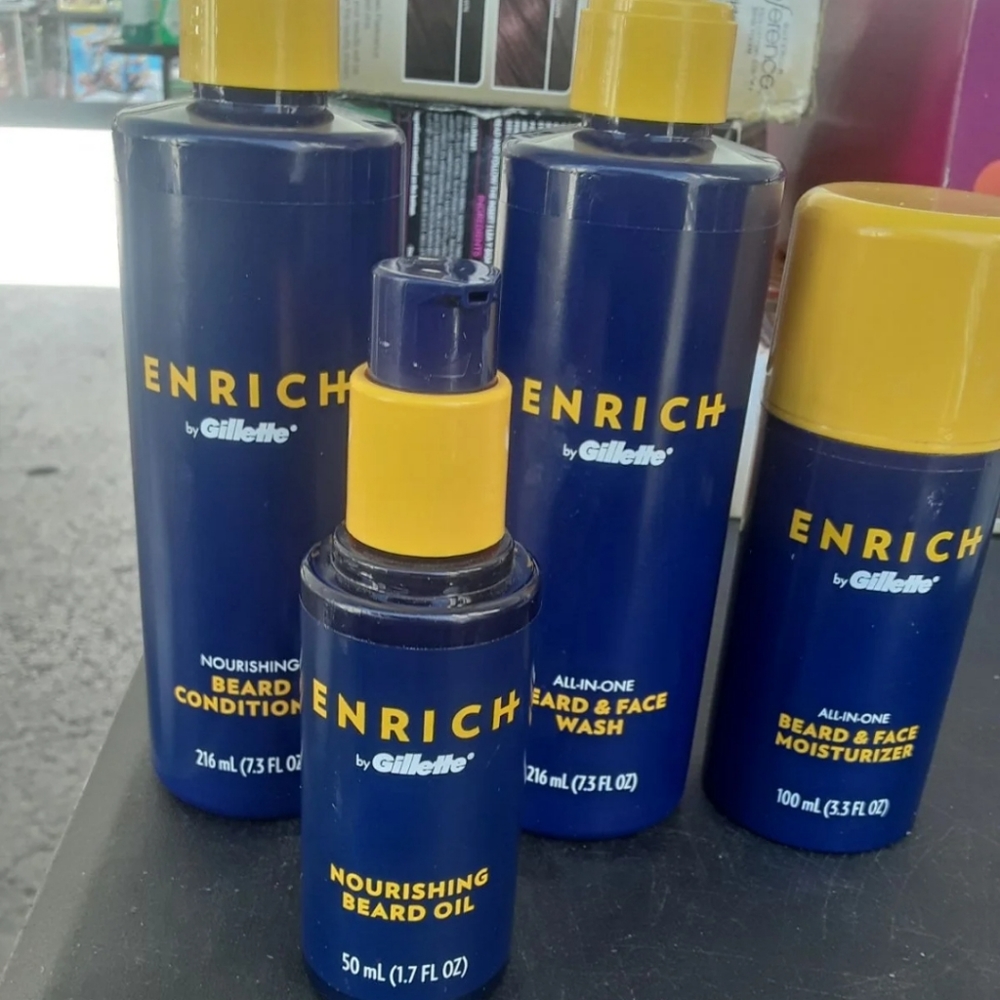 ERENCE
INGREDIENTS
ENRICH
by Gillette
NOURISHING
BEARD
216 mL (7.3 FL
ENRICH
by Gillette
ALL-IN-ONE
EARD & FACE
WASH
216 mL (7.3 FL OZ)
ENRICH
by Gillette
ALL-IN-ONE
BEARD & FACE
MOISTURIZER
100 mL (3.3 FL OZ)
ENRICH
by Gillette
NOURISHING
BEARD OIL
50 mL (1.7 FL OZ)